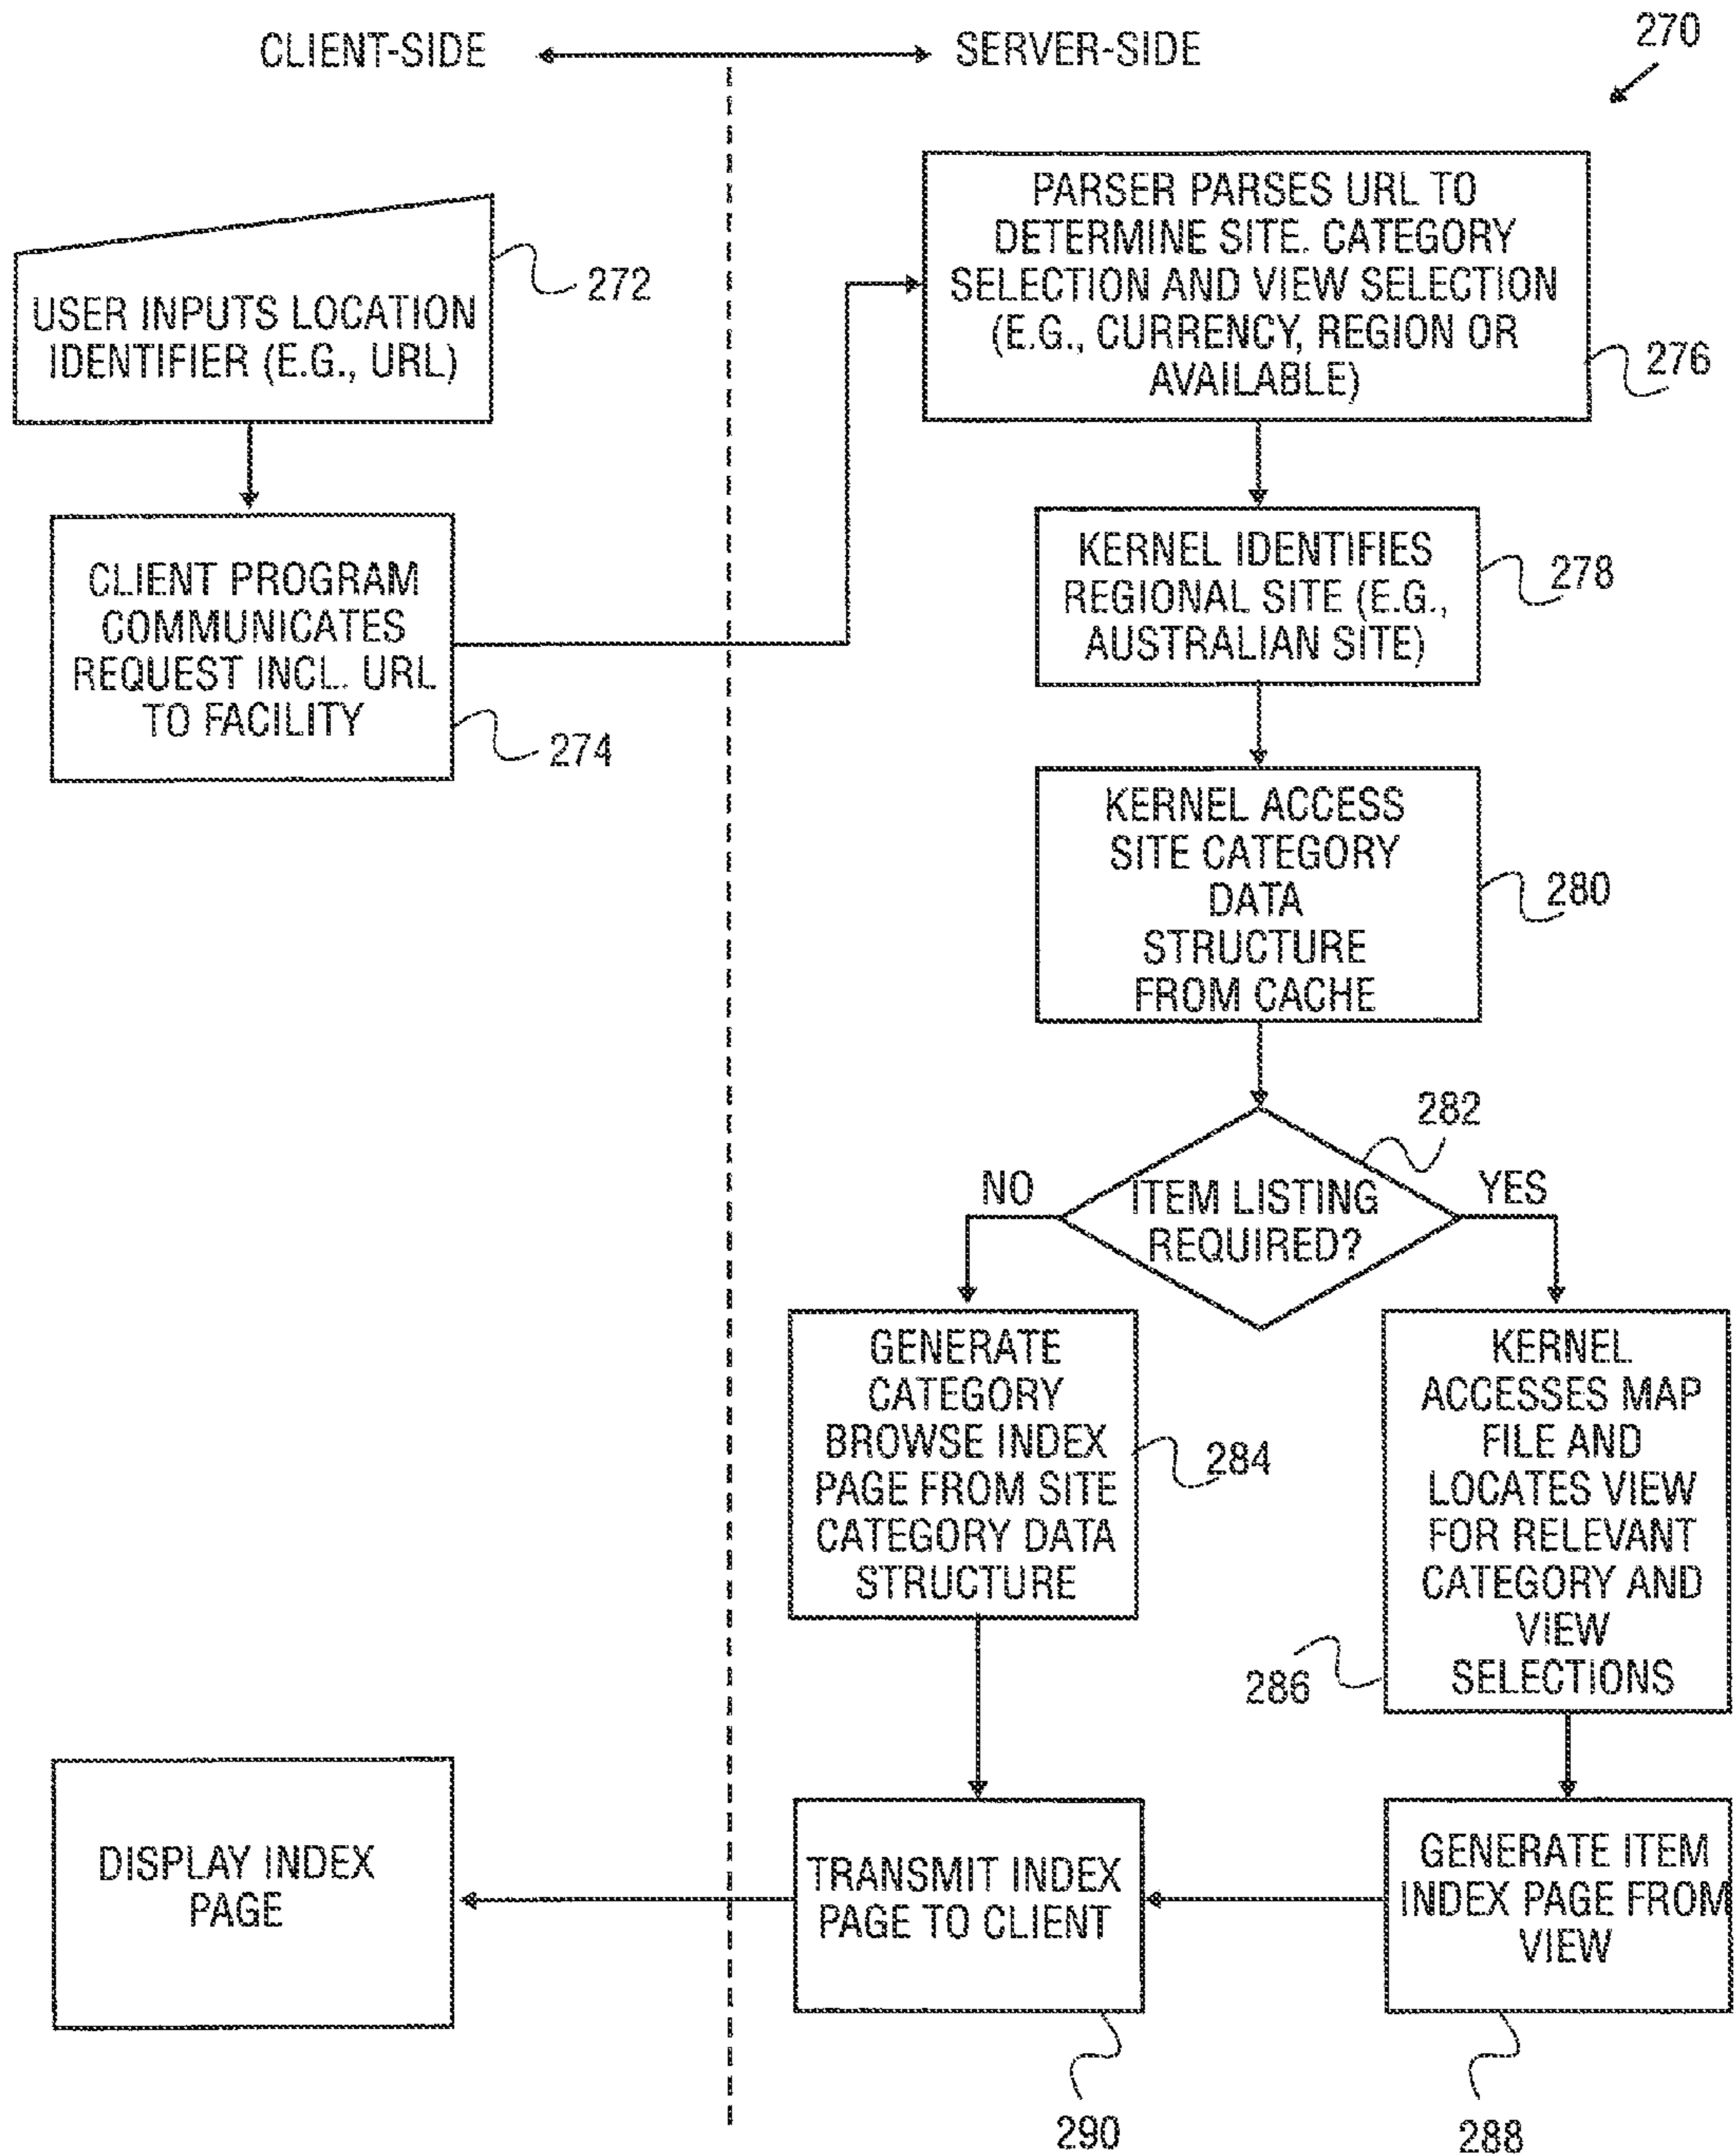 CLIENT-SIDE
SERVER-SIDE
270
USER INPUTS LOCATION
IDENTIFIER (E.G., URL)
272
CLIENT PROGRAM
COMMUNICATES
REQUEST INCL. URL
TO FACILITY
274
PARSER PARSES URL TO
DETERMINE SITE. CATEGORY
SELECTION AND VIEW SELECTION
(E.G., CURRENCY, REGION OR
AVAILABLE)
276
KERNEL IDENTIFIES
REGIONAL SITE (E.G.,
AUSTRALIAN SITE)
278
KERNEL ACCESS
SITE CATEGORY
DATA
STRUCTURE
FROM CACHE
280
282
NO
ITEM LISTING
REQUIRED?
YES
GENERATE
CATEGORY
BROWSE INDEX
PAGE FROM SITE
CATEGORY DATA
STRUCTURE
284
KERNEL
ACCESSES MAP
FILE AND
LOCATES VIEW
FOR RELEVANT
CATEGORY AND
VIEW
SELECTIONS
286
GENERATE ITEM
INDEX PAGE FROM
VIEW
288
TRANSMIT INDEX
PAGE TO CLIENT
290
DISPLAY INDEX
PAGE